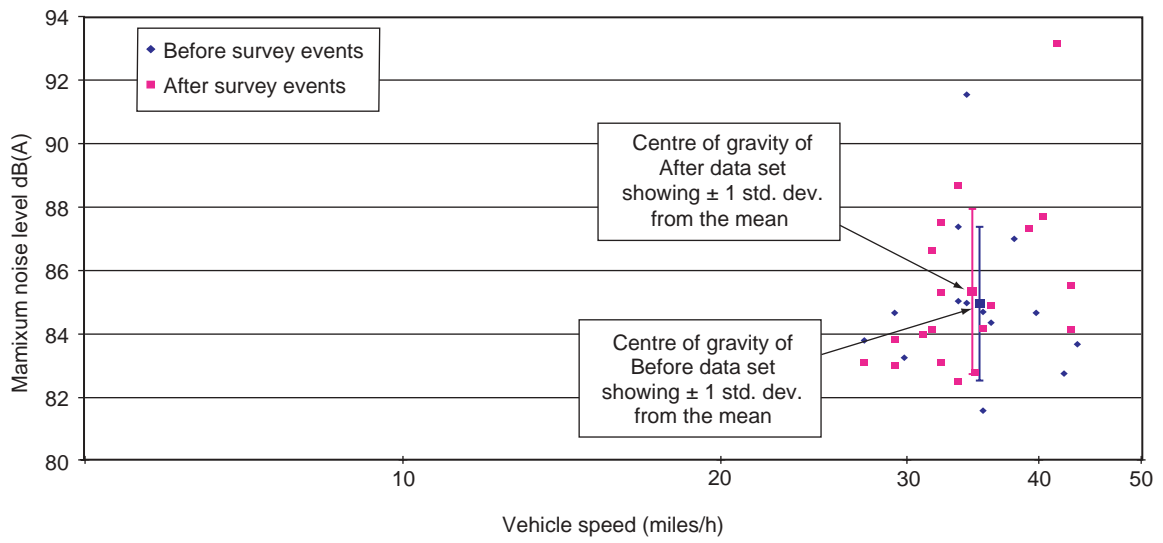 94
92
90
88
86
84
82
80
Mamixum noise level dB(A)
Before survey events
After survey events
Centre of gravity of
After data set
showing ± 1 std. dev.
from the mean
Centre of gravity of
Before data set
showing ± 1 std. dev.
from the mean
10
20
30
40
50
Vehicle speed (miles/h)